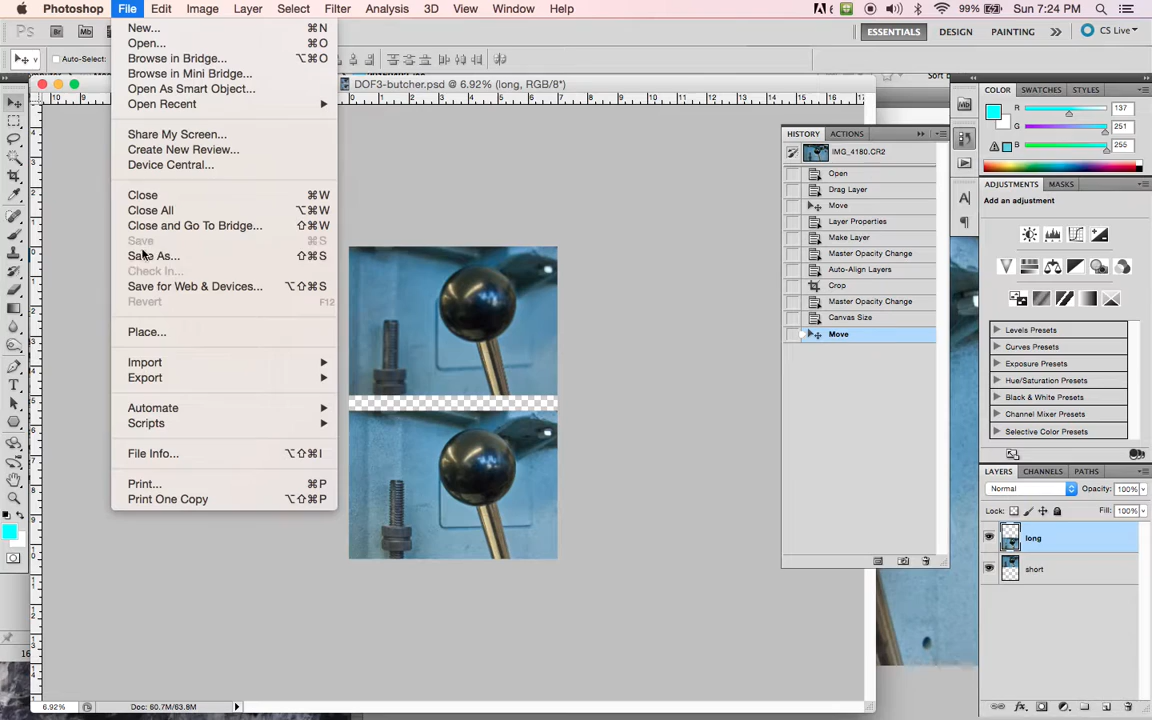 Photoshop File Edit Image Layer Select Filter Analysis 3D View Window Help 99% Sun 7:24 PM
Ps Br Mb ESSENTIALS DESIGN PAINTING CS Live
Auto-Select:
DOF3-butcher.psd @ 6.92% (long, RGB/8*)
New... ⌘N
Open... ⌘O
Browse in Bridge... ⌥⌘O
Browse in Mini Bridge...
Open As Smart Object...
Open Recent
Share My Screen...
Create New Review...
Device Central...
Close ⌘W
Close All ⌥⌘W
Close and Go To Bridge... ⇧⌘W
Save ⌘S
Save As... ⇧⌘S
Check In...
Save for Web & Devices... ⌥⇧⌘S
Revert F12
Place...
Import
Export
Automate
Scripts
File Info... ⌥⇧⌘I
Print... ⌘P
Print One Copy ⌥⇧⌘P
HISTORY ACTIONS
IMG_4180.CR2
Open
Drag Layer
Move
Layer Properties
Make Layer
Master Opacity Change
Auto-Align Layers
Crop
Master Opacity Change
Canvas Size
Move
COLOR SWATCHES STYLES
R 137
G 251
B 255
ADJUSTMENTS MASKS
Add an adjustment
Levels Presets
Curves Presets
Exposure Presets
Hue/Saturation Presets
Black & White Presets
Channel Mixer Presets
Selective Color Presets
LAYERS CHANNELS PATHS
Normal Opacity: 100%
Lock: Fill: 100%
long
short
6.92% Doc: 60.7M/63.8M